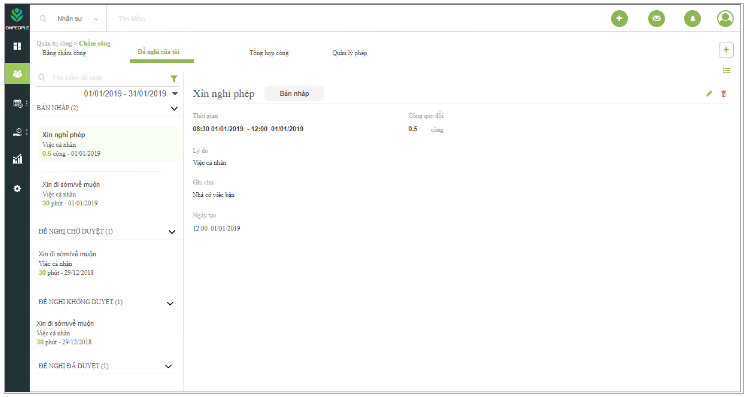 ONPEOPLE
Nhân sự
Tìm kiếm
Quản trị công > Chấm công
Bảng chấm công
Đề nghị của tôi
Tổng hợp công
Quản lý phép
Tìm kiếm đề nghị
01/01/2019 - 31/01/2019
BẢN NHÁP (2)
Xin nghỉ phép
Việc cá nhân
0.5 công - 01/01/2019
Xin đi sớm/về muộn
Việc cá nhân
30 phút - 01/01/2019
ĐỀ NGHỊ CHỜ DUYỆT (1)
Xin đi sớm/về muộn
Việc cá nhân
30 phút - 29/12/2018
ĐỀ NGHỊ KHÔNG DUYỆT (1)
Xin đi sớm/về muộn
Việc cá nhân
30 phút - 29/12/2018
ĐỀ NGHỊ ĐÃ DUYỆT (1)
Xin nghỉ phép
Bản nháp
Thời gian
Công quy đổi
08:30 01/01/2019 - 12:00 01/01/2019
0.5 công
Lý do
Việc cá nhân
Ghi chú
Nhà có việc bận
Ngày tạo
12:00 01/01/2019